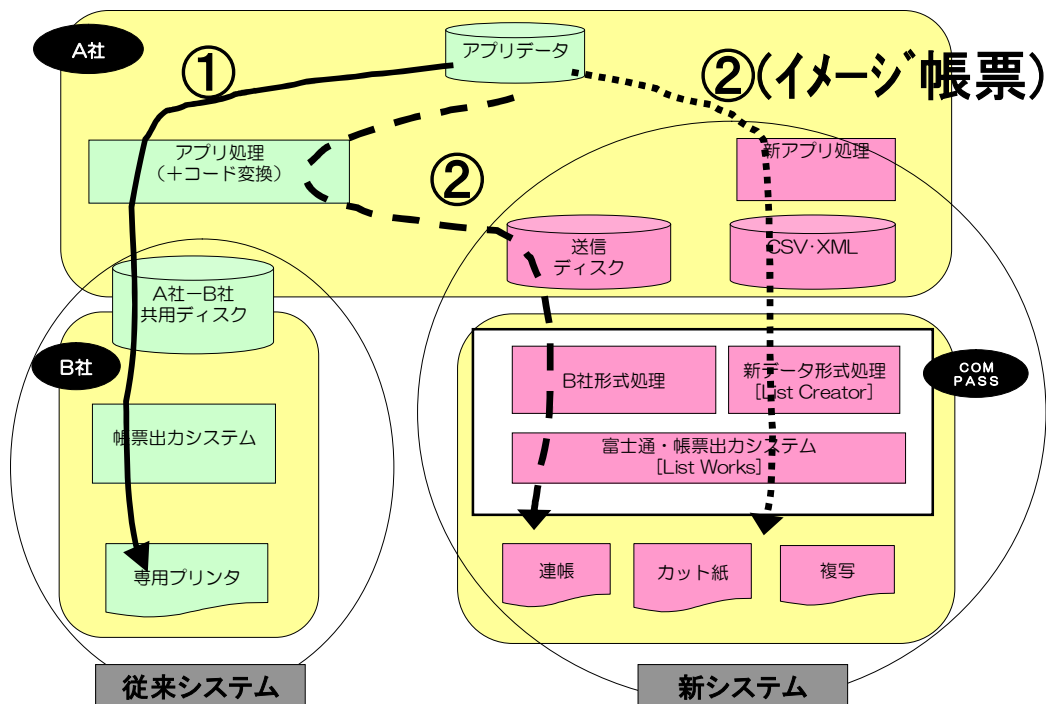 A社
アプリデータ
①
②(イメージ帳票)
アプリ処理
（＋コード変換）
新アプリ処理
②
送信
ディスク
CSV・XML
A社ーB社
共用ディスク
B社
COM
PASS
B社形式処理
新データ形式処理
[List Creator]
帳票出力システム
富士通・帳票出力システム
[List Works]
専用プリンタ
連帳
カット紙
複写
従来システム
新システム